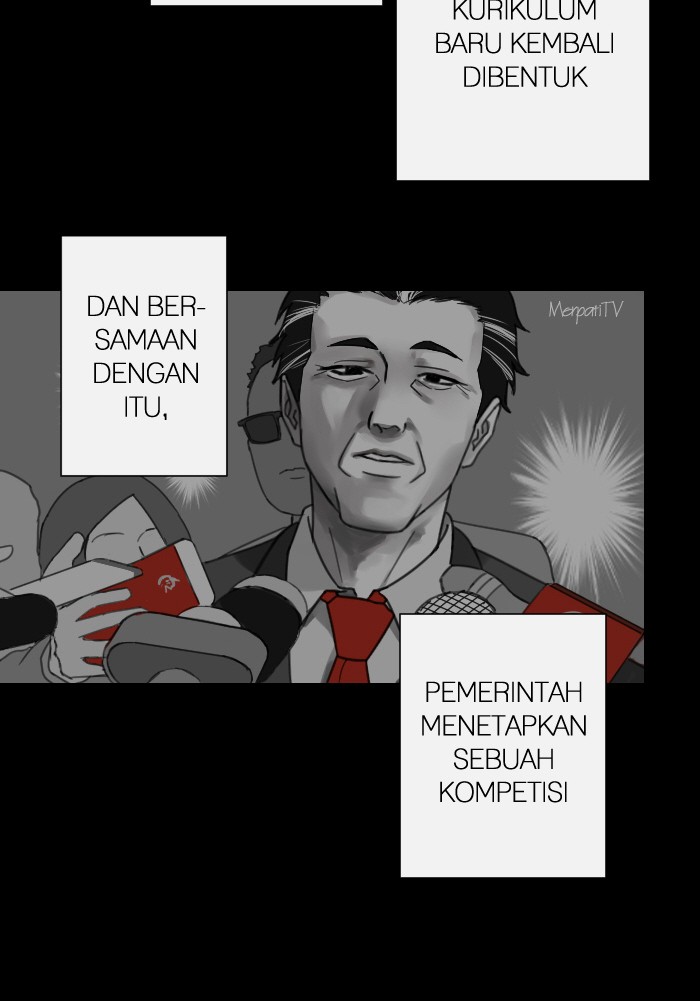 KURIKULUM
BARU KEMBALI
DIBENTUK
DAN BER-
SAMAAN
DENGAN
ITU,
MerpatiTV
PEMERINTAH
MENETAPKAN
SEBUAH
KOMPETISI